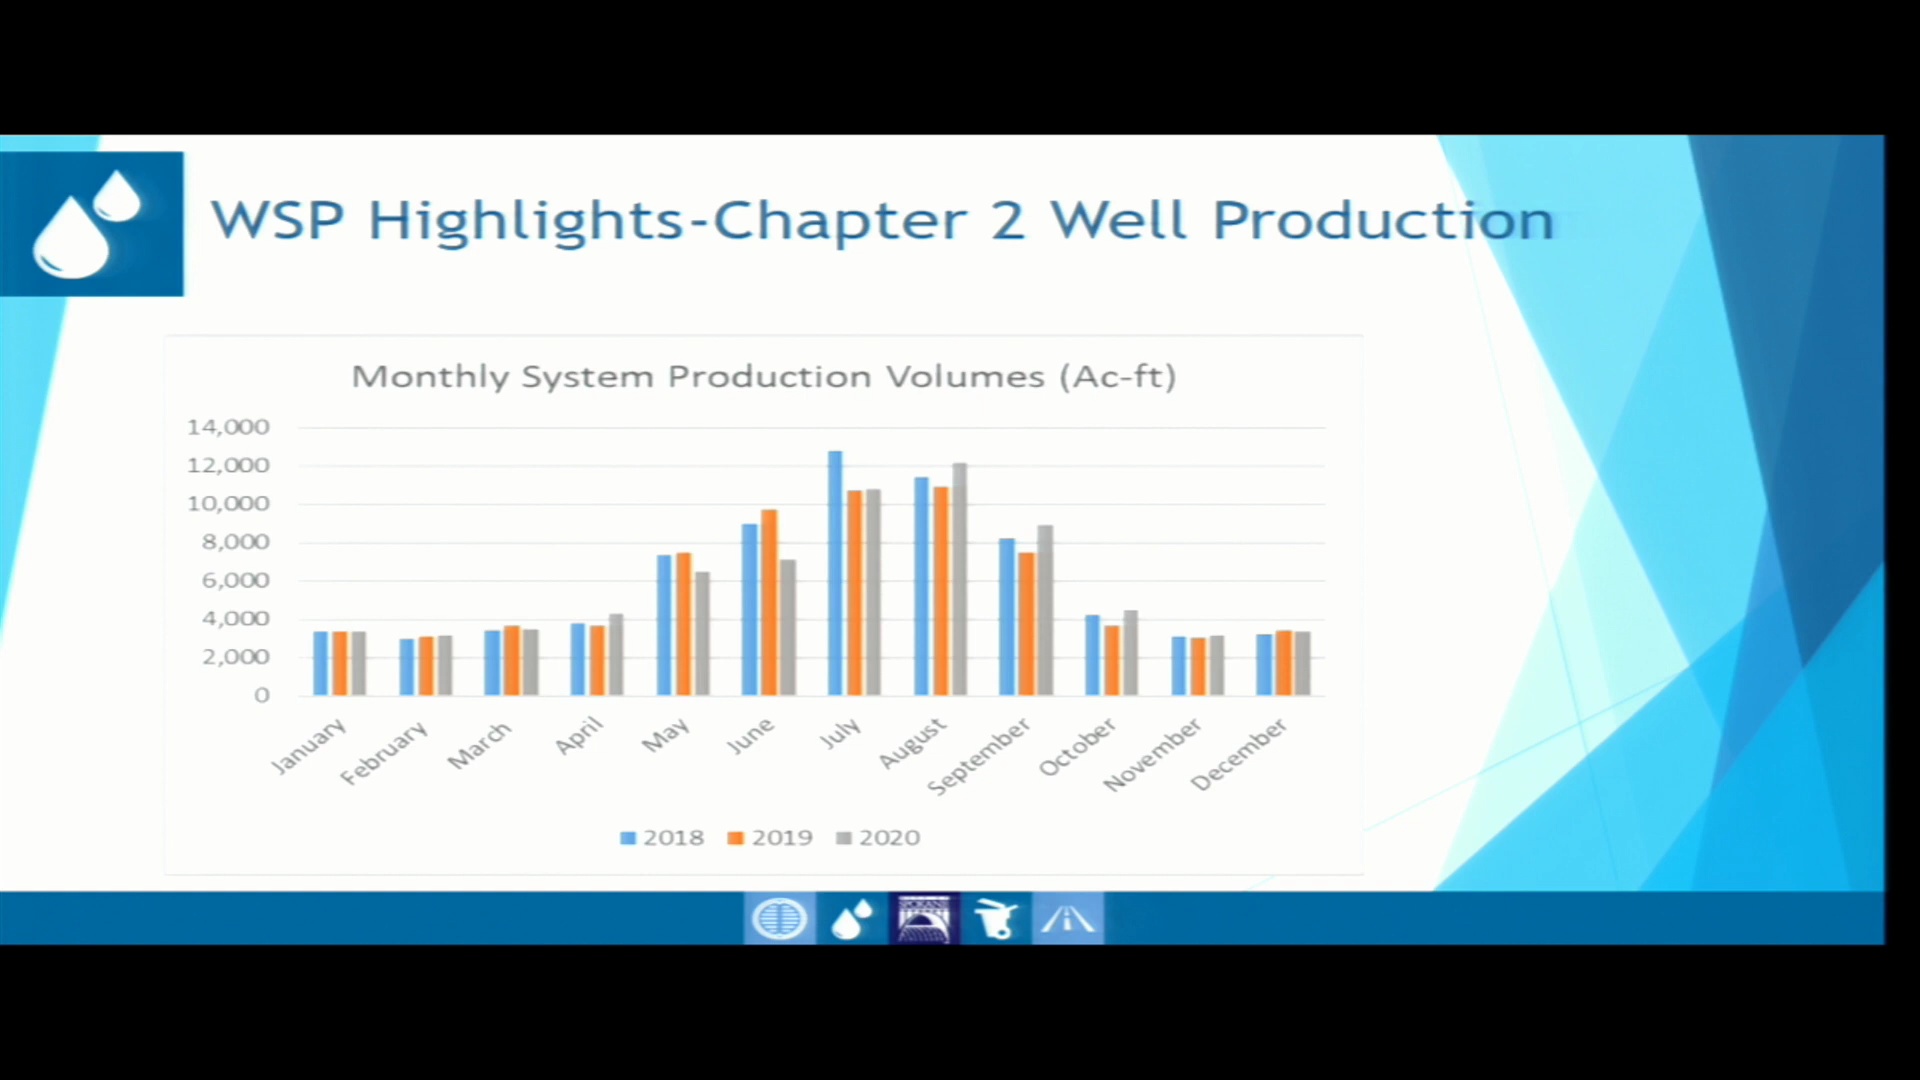 WSP Highlights-Chapter 2 Well Production
Monthly System Production Volumes (Ac-ft)
14,000
12,000
10,000
8,000
6,000
4,000
2,000
0
January
February
March
April
May
June
July
August
September
October
November
December
2018 2019 2020
SPOKANE